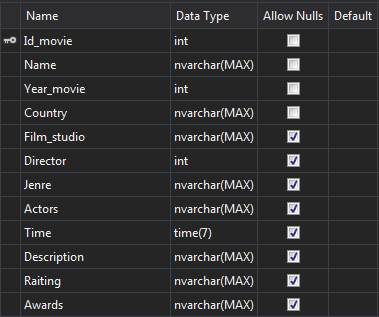 Name Data Type Allow Nulls Default
Id_movie int
Name nvarchar(MAX)
Year_movie int
Country nvarchar(MAX)
Film_studio nvarchar(MAX)
Director int
Jenre nvarchar(MAX)
Actors nvarchar(MAX)
Time time(7)
Description nvarchar(MAX)
Raiting nvarchar(MAX)
Awards nvarchar(MAX)